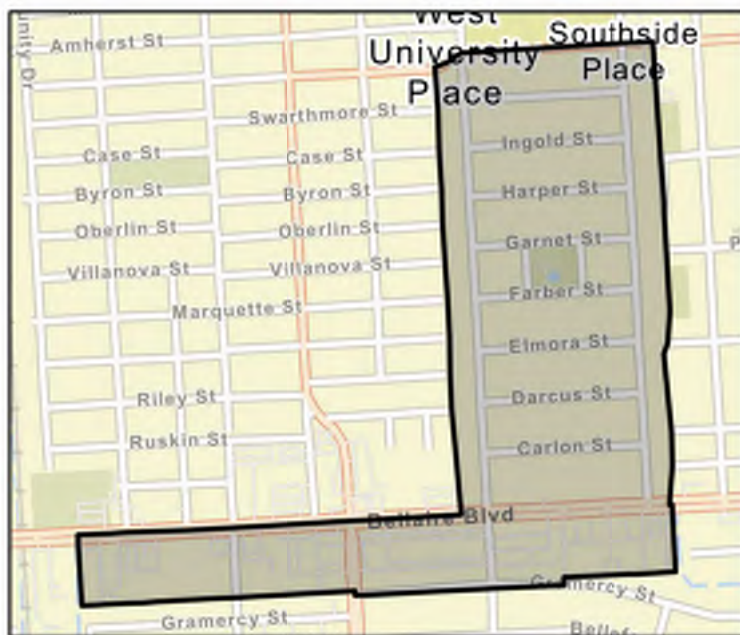 West
University
Place
Southside
Place
Amherst St
Swarthmore St
Ingold St
Case St
Case St
Byron St
Byron St
Harper St
Oberlin St
Oberlin St
Garnet St
Villanova St
Villanova St
Farber St
Marquette St
Elmora St
Riley St
Darcus St
Ruskin St
Carlon St
Bellaire Blvd
Gramercy St
Gramercy St